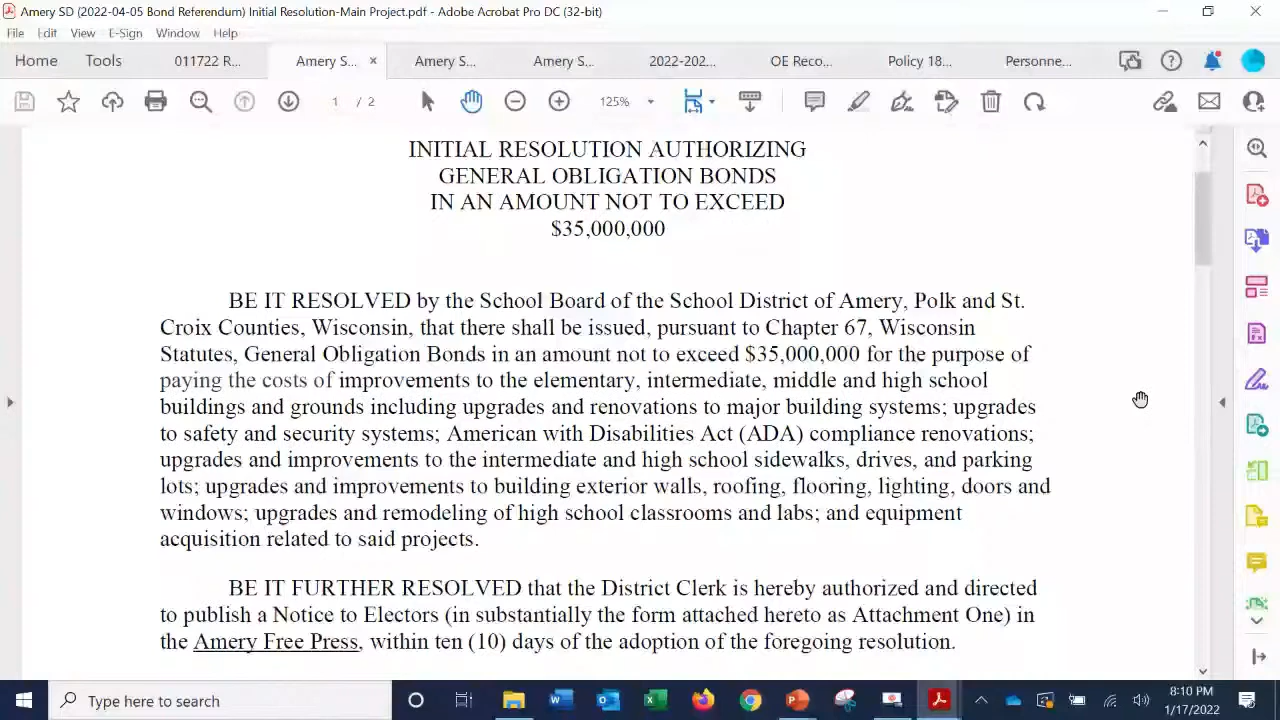 Amery SD (2022-04-05 Bond Referendum) Initial Resolution-Main Project.pdf - Adobe Acrobat Pro DC (32-bit)
File Edit View E-Sign Window Help
Home Tools 011722 R... Amery S... × Amery S... Amery S... 2022-202... OE Reco... Policy 18... Personne...
1 / 2 125%
INITIAL RESOLUTION AUTHORIZING
GENERAL OBLIGATION BONDS
IN AN AMOUNT NOT TO EXCEED
$35,000,000
BE IT RESOLVED by the School Board of the School District of Amery, Polk and St.
Croix Counties, Wisconsin, that there shall be issued, pursuant to Chapter 67, Wisconsin
Statutes, General Obligation Bonds in an amount not to exceed $35,000,000 for the purpose of
paying the costs of improvements to the elementary, intermediate, middle and high school
buildings and grounds including upgrades and renovations to major building systems; upgrades
to safety and security systems; American with Disabilities Act (ADA) compliance renovations;
upgrades and improvements to the intermediate and high school sidewalks, drives, and parking
lots; upgrades and improvements to building exterior walls, roofing, flooring, lighting, doors and
windows; upgrades and remodeling of high school classrooms and labs; and equipment
acquisition related to said projects.
BE IT FURTHER RESOLVED that the District Clerk is hereby authorized and directed
to publish a Notice to Electors (in substantially the form attached hereto as Attachment One) in
the Amery Free Press, within ten (10) days of the adoption of the foregoing resolution.
Type here to search
8:10 PM
1/17/2022